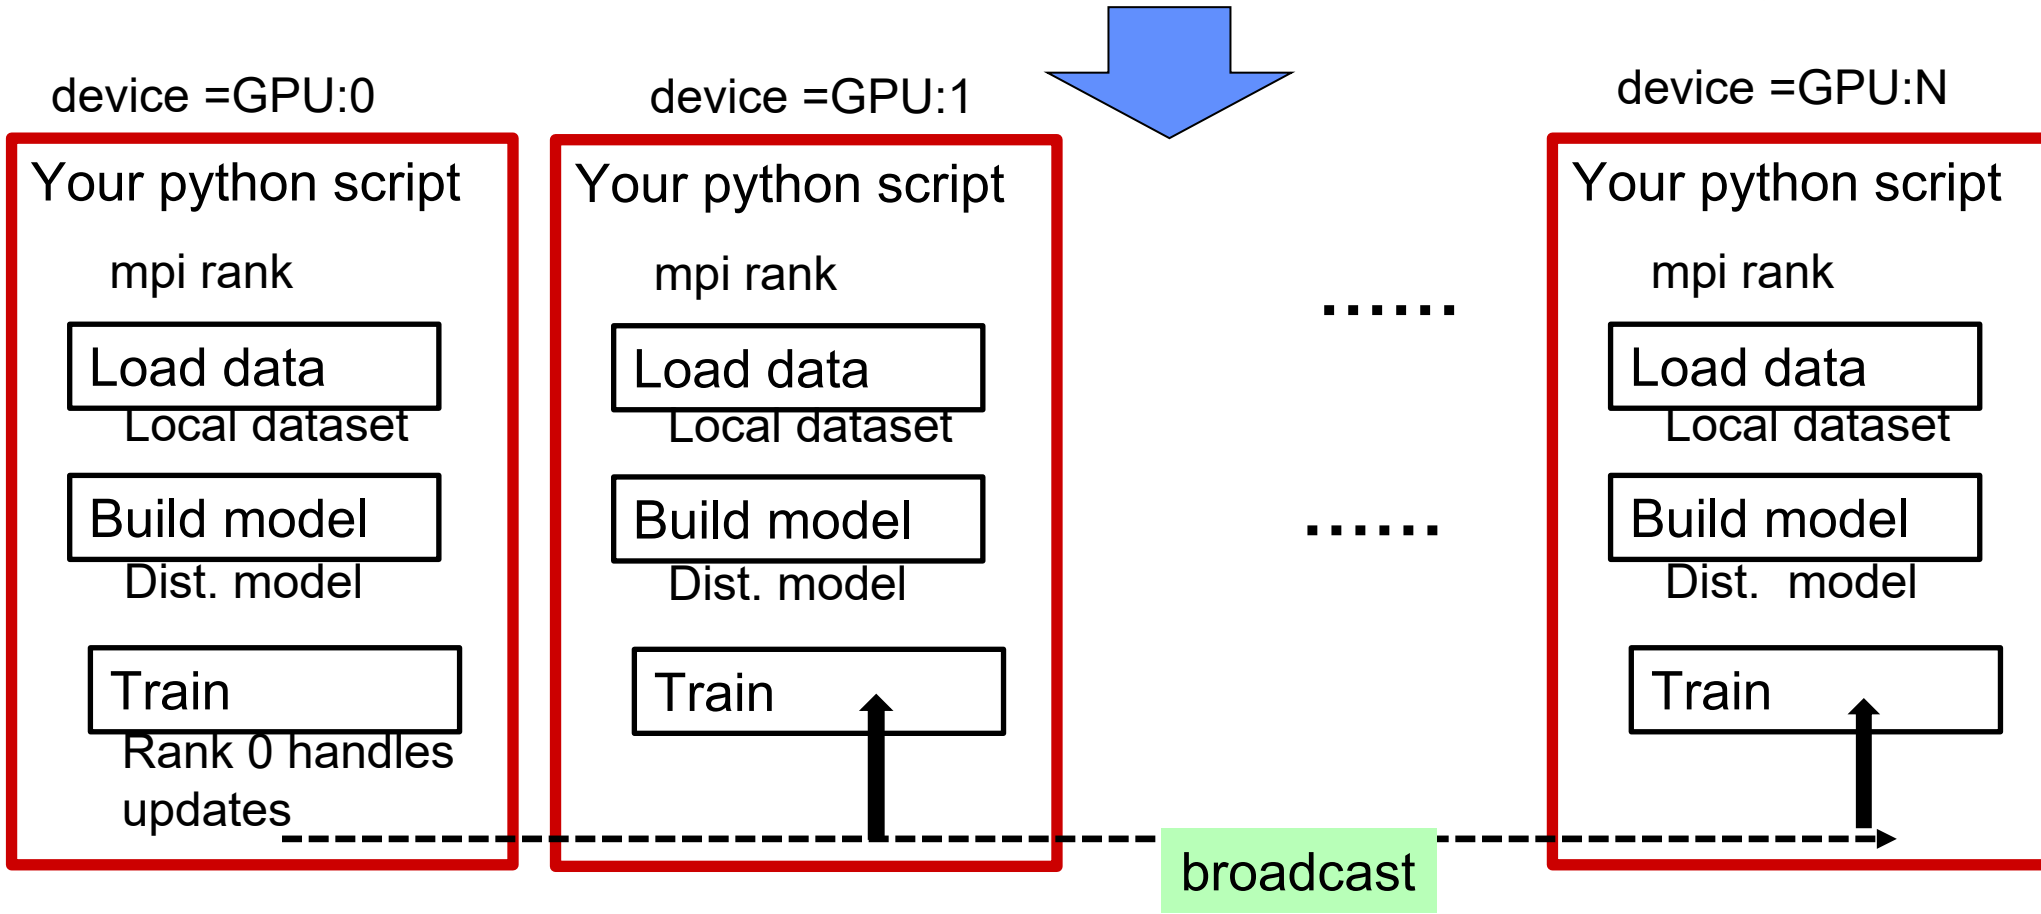 device =GPU:0
Your python script
mpi rank
Load data
Local dataset
Build model
Dist. model
Train
Rank 0 handles
updates
device =GPU:1
Your python script
mpi rank
Load data
Local dataset
Build model
Dist. model
Train
......
......
broadcast
device =GPU:N
Your python script
mpi rank
Load data
Local dataset
Build model
Dist.  model
Train